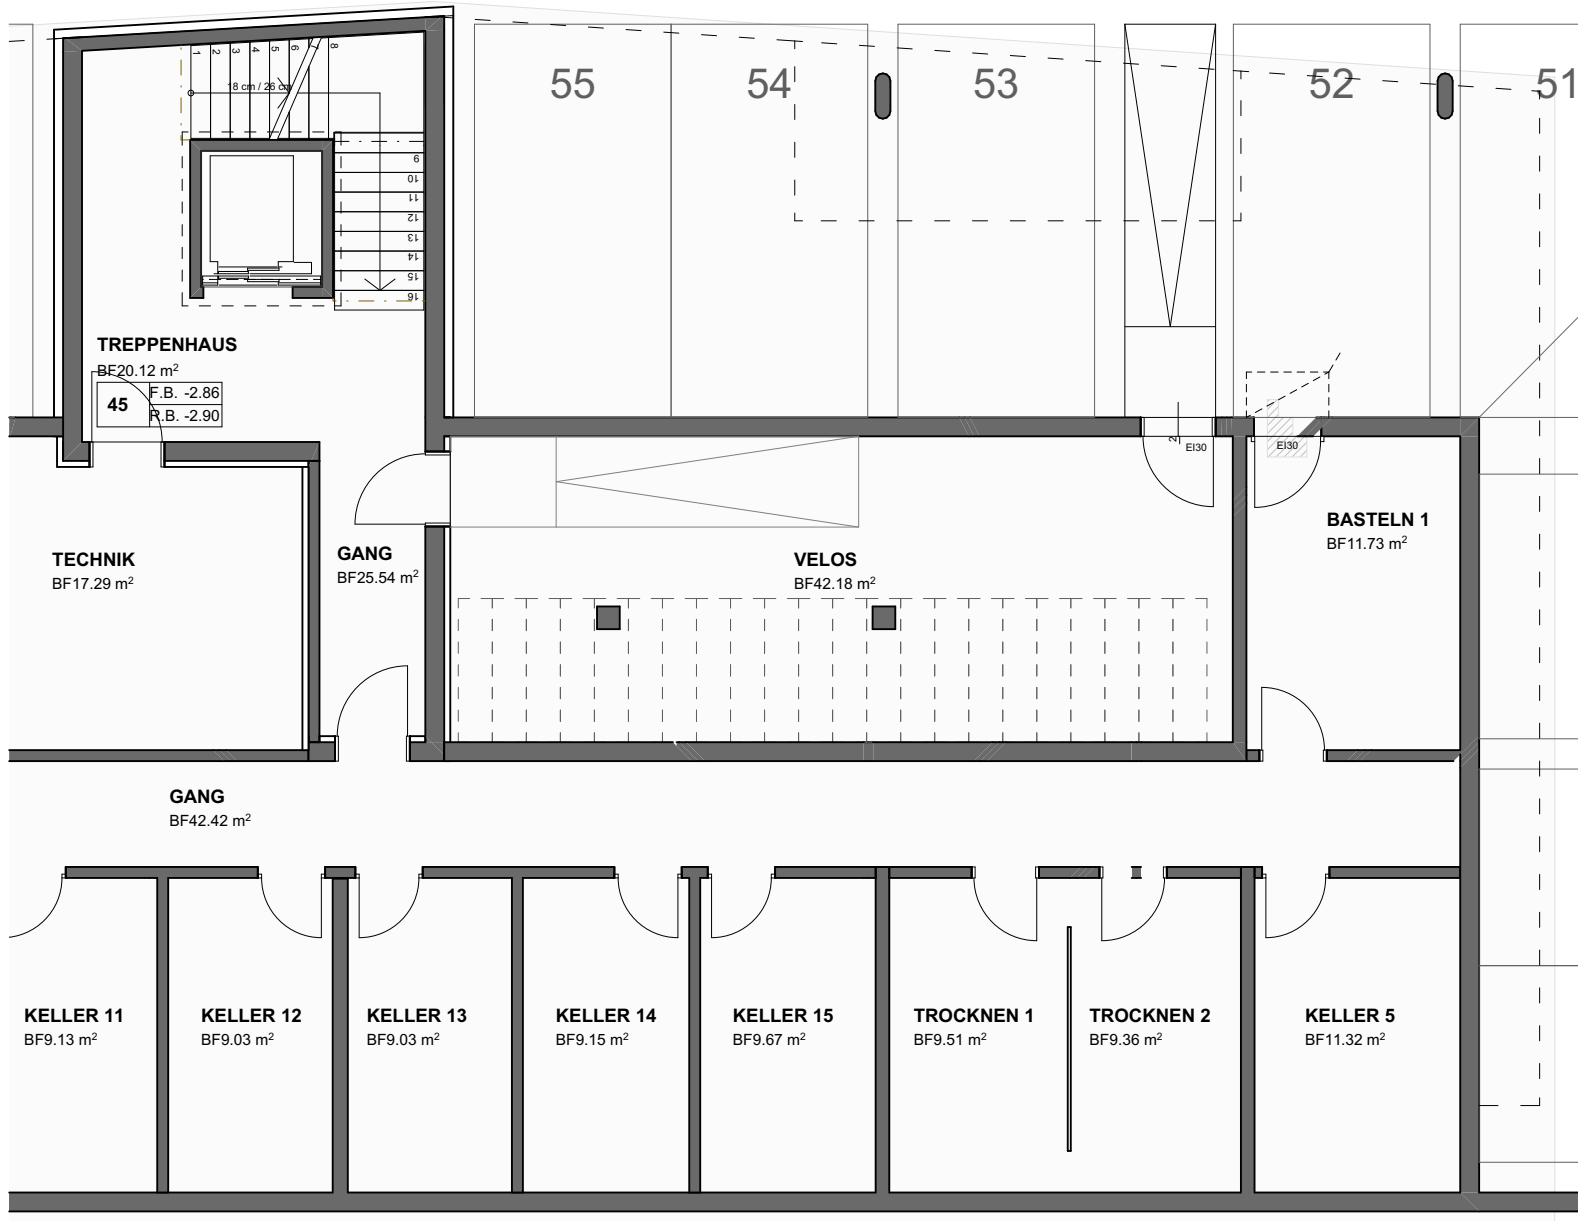 55
54
53
52
51
1
2
3
4
5
6
7
8
18 cm / 26 cm
9
10
11
12
13
14
15
16
TREPPENHAUS
BF20.12 m²
45
F.B. -2.86
R.B. -2.90
2
EI30
EI30
BASTELN 1
BF11.73 m²
TECHNIK
BF17.29 m²
GANG
BF25.54 m²
VELOS
BF42.18 m²
GANG
BF42.42 m²
KELLER 11
BF9.13 m²
KELLER 12
BF9.03 m²
KELLER 13
BF9.03 m²
KELLER 14
BF9.15 m²
KELLER 15
BF9.67 m²
TROCKNEN 1
BF9.51 m²
TROCKNEN 2
BF9.36 m²
KELLER 5
BF11.32 m²